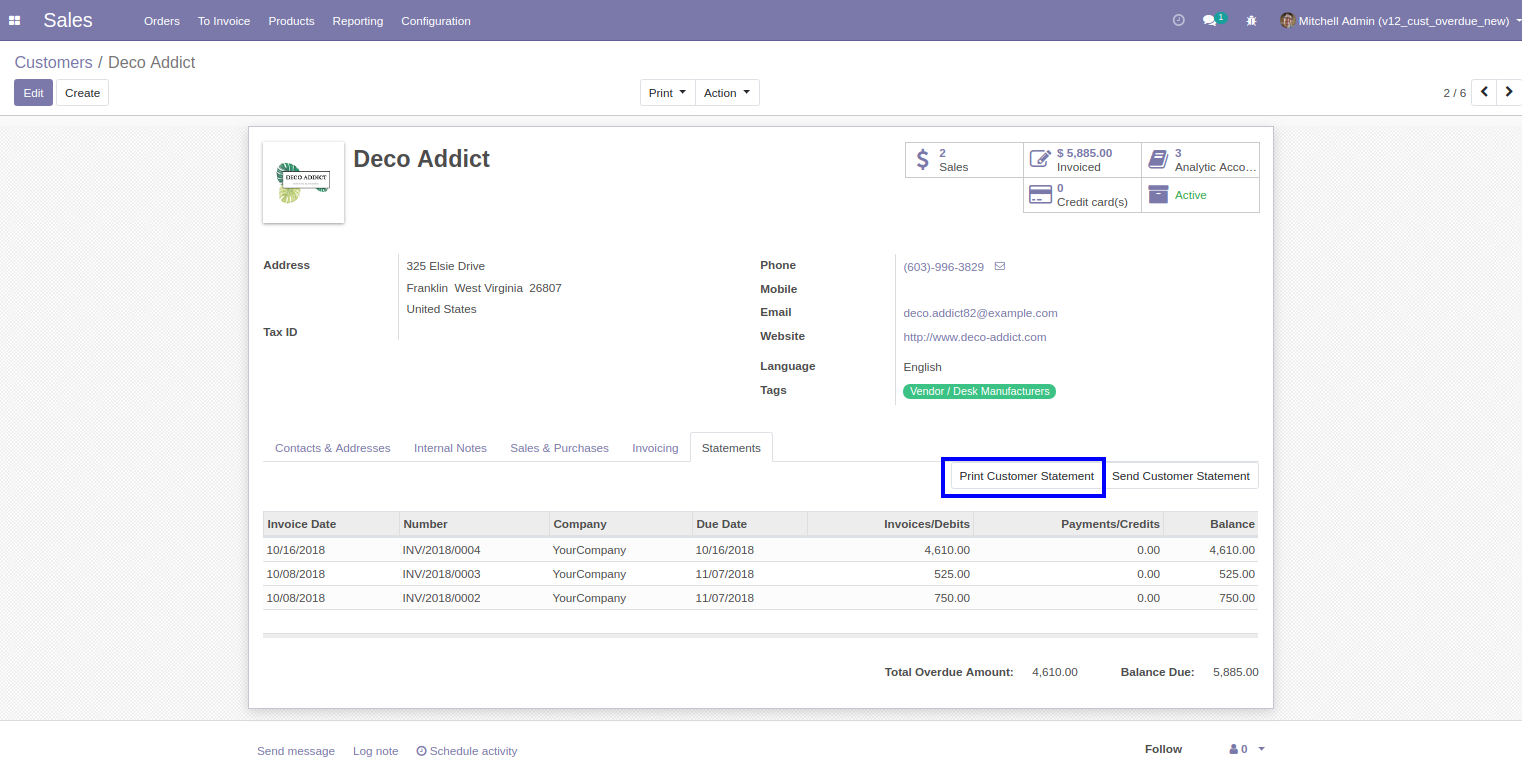 Sales Orders To Invoice Products Reporting Configuration 1 Mitchell Admin (v12_cust_overdue_new)
Customers / Deco Addict
Edit Create Print Action 2 / 6
DECO ADDICT
Deco Addict
2 Sales
$ 5,885.00 Invoiced
3 Analytic Acco…
0 Credit card(s)
Active
Address 325 Elsie Drive
Franklin West Virginia 26807
United States
Tax ID
Phone (603)-996-3829
Mobile
Email deco.addict82@example.com
Website http://www.deco-addict.com
Language English
Tags Vendor / Desk Manufacturers
Contacts & Addresses Internal Notes Sales & Purchases Invoicing Statements
Print Customer Statement Send Customer Statement
Invoice Date Number Company Due Date Invoices/Debits Payments/Credits Balance
10/16/2018 INV/2018/0004 YourCompany 10/16/2018 4,610.00 0.00 4,610.00
10/08/2018 INV/2018/0003 YourCompany 11/07/2018 525.00 0.00 525.00
10/08/2018 INV/2018/0002 YourCompany 11/07/2018 750.00 0.00 750.00
Total Overdue Amount: 4,610.00 Balance Due: 5,885.00
Send message Log note Schedule activity Follow 0